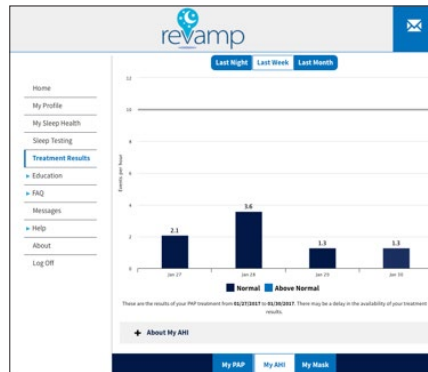 revamp
Last Night Last Week Last Month
Home
My Profile
My Sleep Health
Sleep Testing
Treatment Results
Education
FAQ
Messages
Help
About
Log Off
Events per hour
12
10
8
6
4
2
0
2.1
3.6
1.3
1.3
Jan 27
Jan 28
Jan 29
Jan 30
Normal Above Normal
These are the results of your PAP treatment from 01/27/2017 to 01/30/2017. There may be a delay in the availability of your treatment
results.
+ About My AHI
My PAP My AHI My Mask